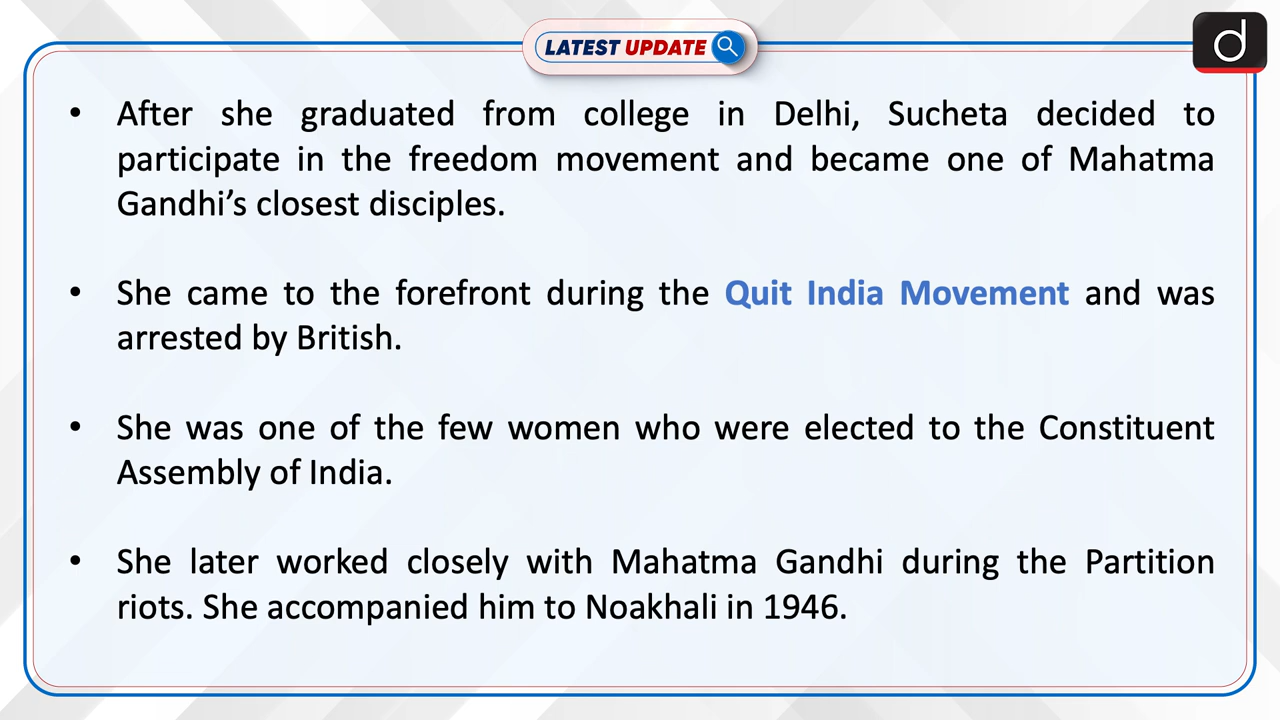 LATEST UPDATE
d
• After she graduated from college in Delhi, Sucheta decided to
participate in the freedom movement and became one of Mahatma
Gandhi’s closest disciples.
• She came to the forefront during the Quit India Movement and was
arrested by British.
• She was one of the few women who were elected to the Constituent
Assembly of India.
• She later worked closely with Mahatma Gandhi during the Partition
riots. She accompanied him to Noakhali in 1946.